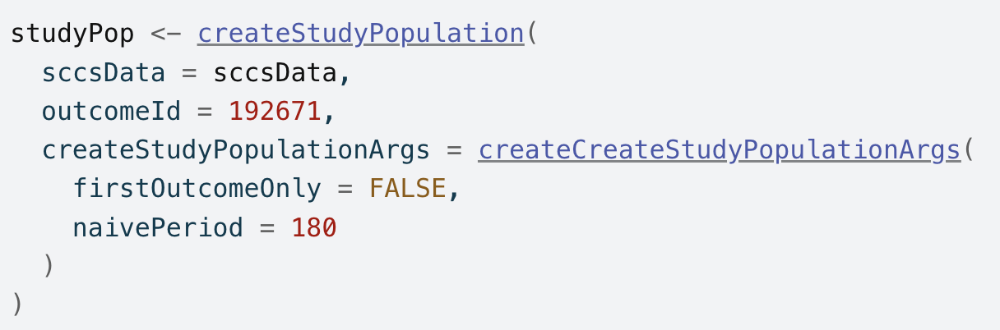 studyPop <- createStudyPopulation(
  sccsData = sccsData,
  outcomeId = 192671,
  createStudyPopulationArgs = createCreateStudyPopulationArgs(
    firstOutcomeOnly = FALSE,
    naivePeriod = 180
  )
)